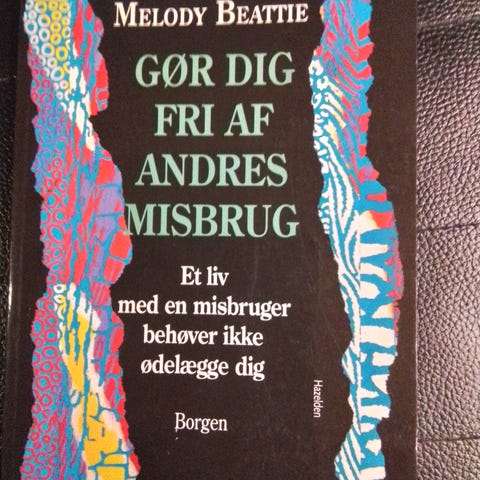 MELODY BEATTIE
GØR DIG
FRI AF
ANDRES
MISBRUG
Et liv
med en misbruger
behøver ikke
ødelægge dig
Hazelden
Borgen